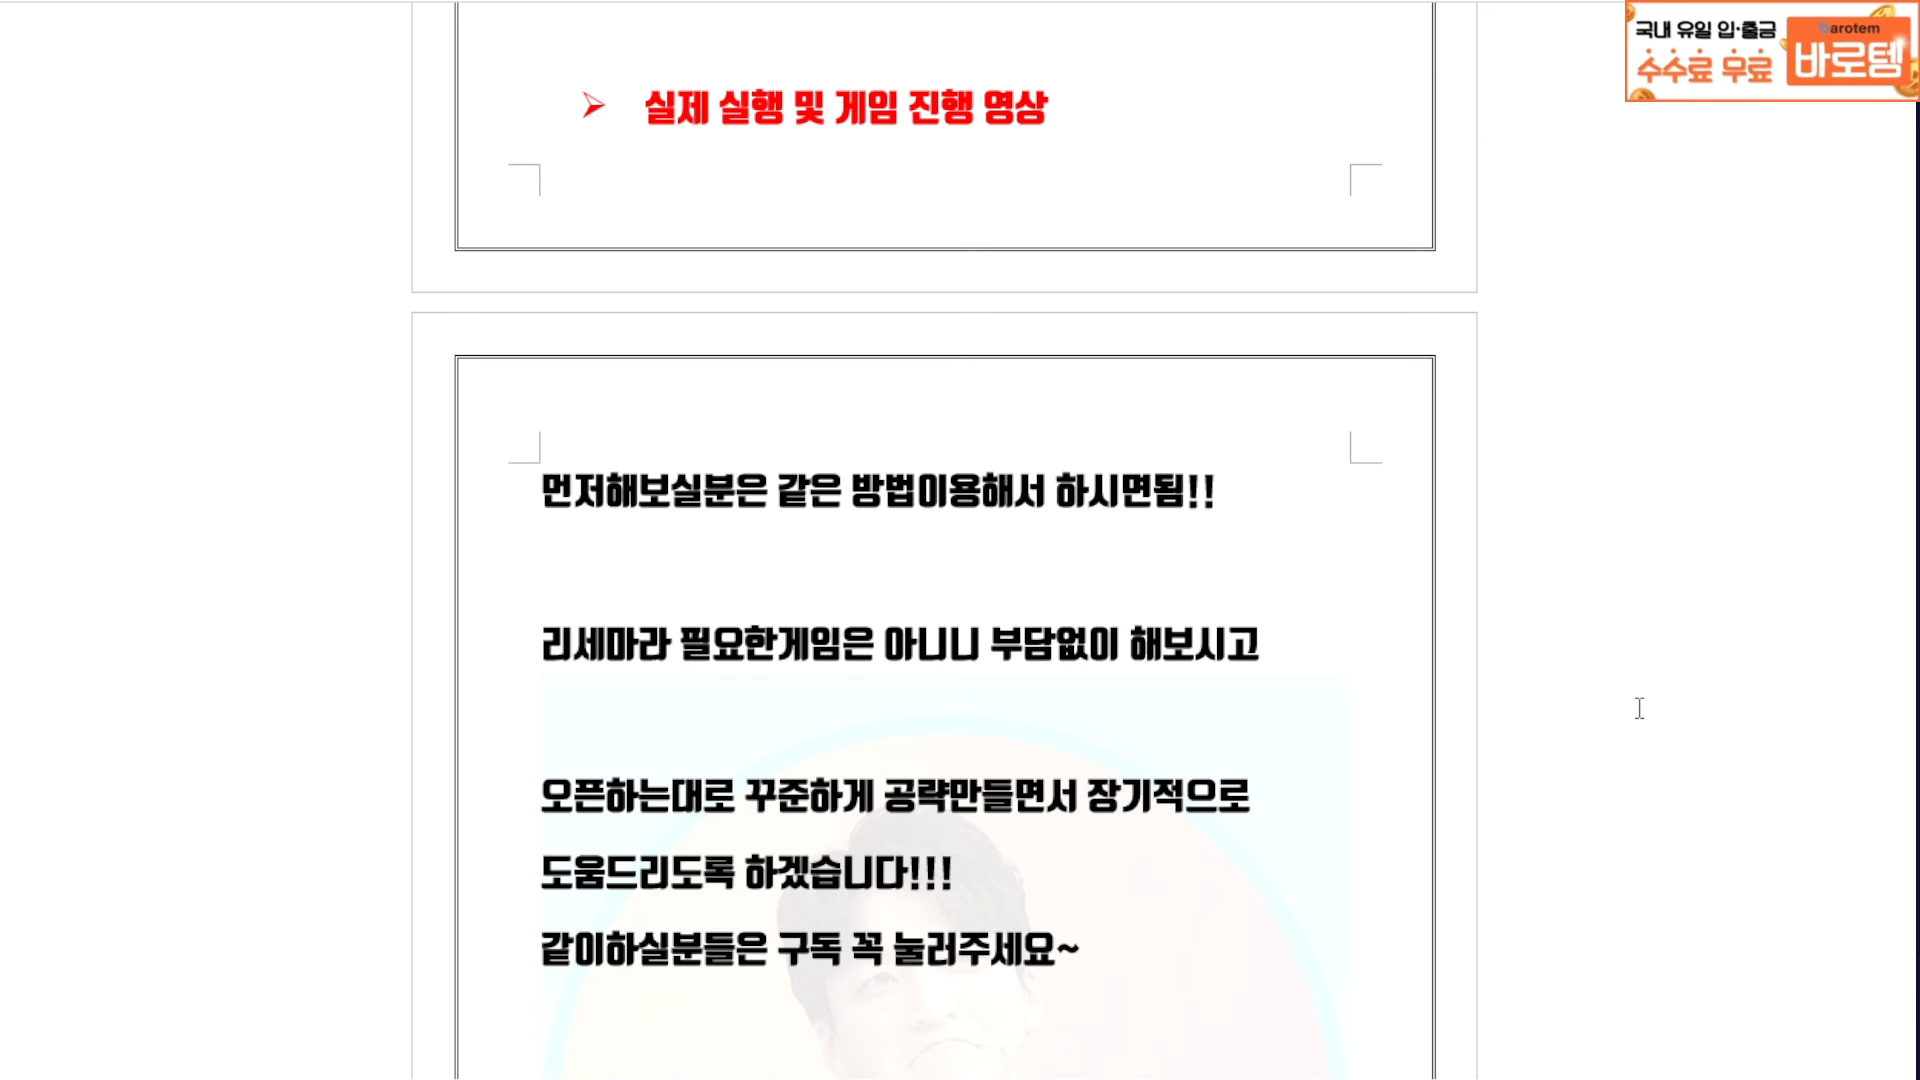 국내 유일 입·출금
수수료 무료
Barotem
바로템
➢ 실제 실행 및 게임 진행 영상
먼저해보실분은 같은 방법이용해서 하시면됨!!
리세마라 필요한게임은 아니니 부담없이 해보시고
오픈하는대로 꾸준하게 공략만들면서 장기적으로
도움드리도록 하겠습니다!!!
같이하실분들은 구독 꼭 눌러주세요~